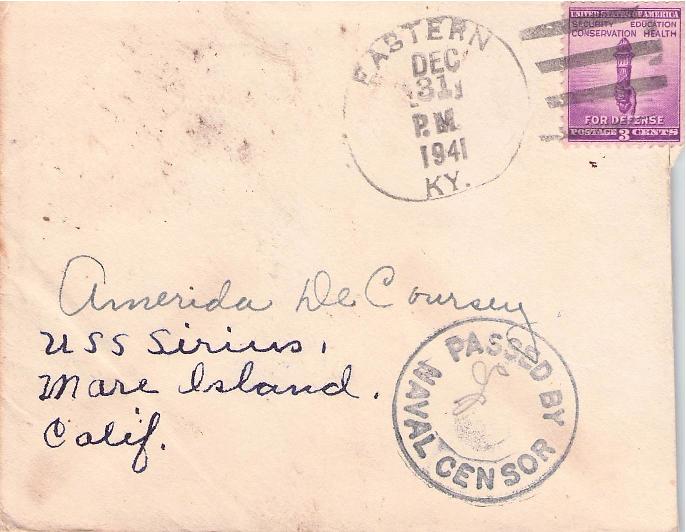 EASTERN
DEC
31
P.M.
1941
KY.
UNITED STATES OF AMERICA
SECURITY EDUCATION
CONSERVATION HEALTH
FOR DEFENSE
POSTAGE 3 CENTS
Amerida DeCoursey
USS Sirius,
Mare Island.
Calif.
PASSED BY
NAVAL CENSOR